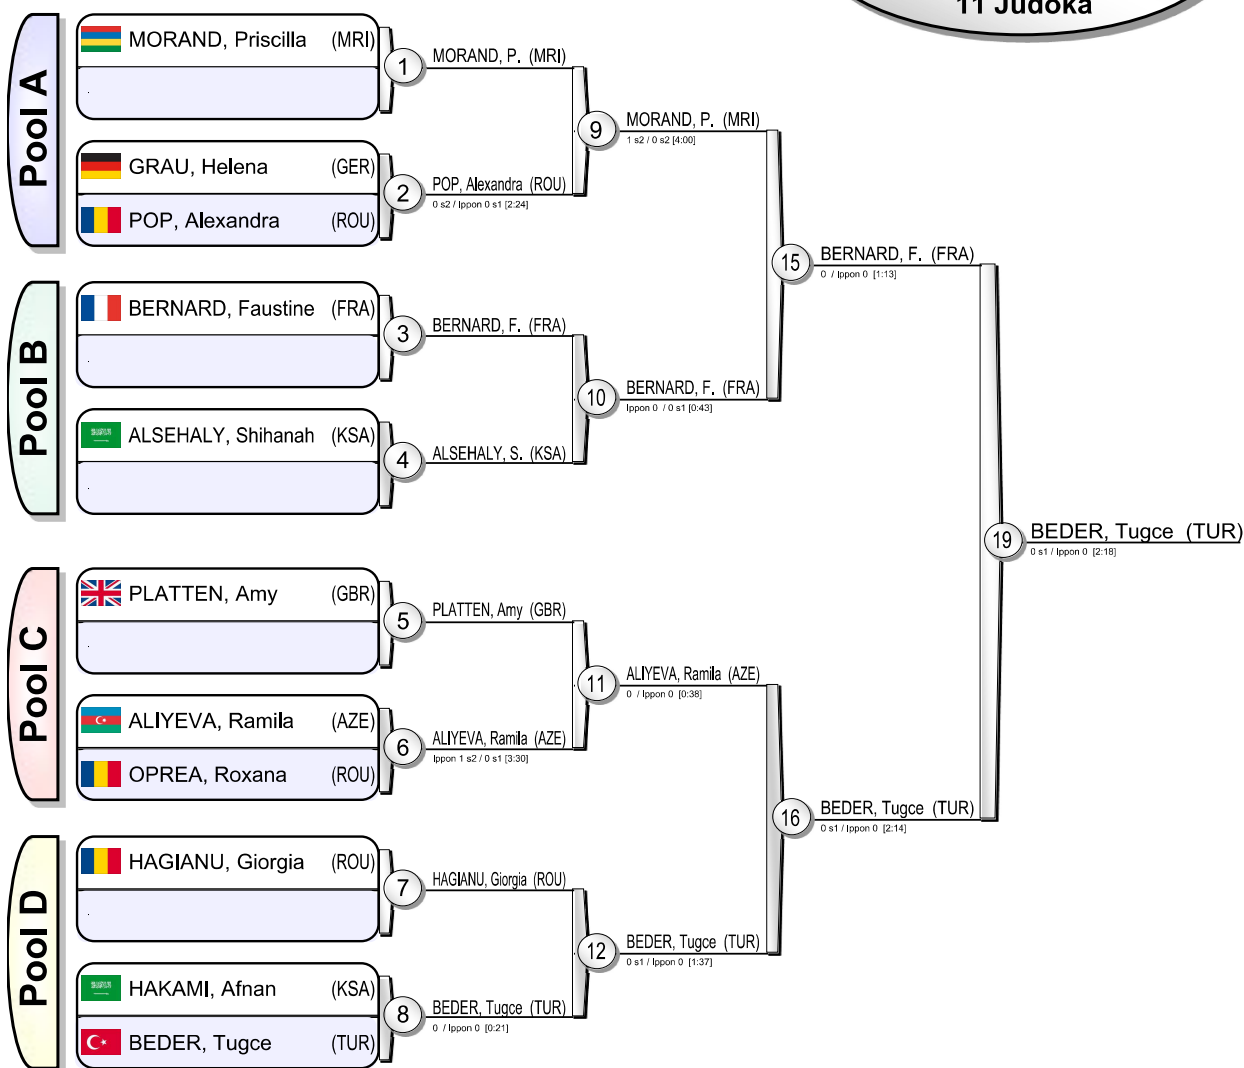 11 Judoka
Pool A
MORAND, Priscilla (MRI)
.
1
MORAND, P. (MRI)
GRAU, Helena (GER)
POP, Alexandra (ROU)
2
POP, Alexandra (ROU)
0 s2 / Ippon 0 s1 [2:24]
9
MORAND, P. (MRI)
1 s2 / 0 s2 [4:00]
Pool B
BERNARD, Faustine (FRA)
.
3
BERNARD, F. (FRA)
ALSEHALY, Shihanah (KSA)
.
4
ALSEHALY, S. (KSA)
10
BERNARD, F. (FRA)
Ippon 0 / 0 s1 [0:43]
15
BERNARD, F. (FRA)
0 / Ippon 0 [1:13]
Pool C
PLATTEN, Amy (GBR)
.
5
PLATTEN, Amy (GBR)
ALIYEVA, Ramila (AZE)
OPREA, Roxana (ROU)
6
ALIYEVA, Ramila (AZE)
Ippon 1 s2 / 0 s1 [3:30]
11
ALIYEVA, Ramila (AZE)
0 / Ippon 0 [0:38]
Pool D
HAGIANU, Giorgia (ROU)
.
7
HAGIANU, Giorgia (ROU)
HAKAMI, Afnan (KSA)
BEDER, Tugce (TUR)
8
BEDER, Tugce (TUR)
0 / Ippon 0 [0:21]
12
BEDER, Tugce (TUR)
0 s1 / Ippon 0 [1:37]
16
BEDER, Tugce (TUR)
0 s1 / Ippon 0 [2:14]
19
BEDER, Tugce (TUR)
0 s1 / Ippon 0 [2:18]